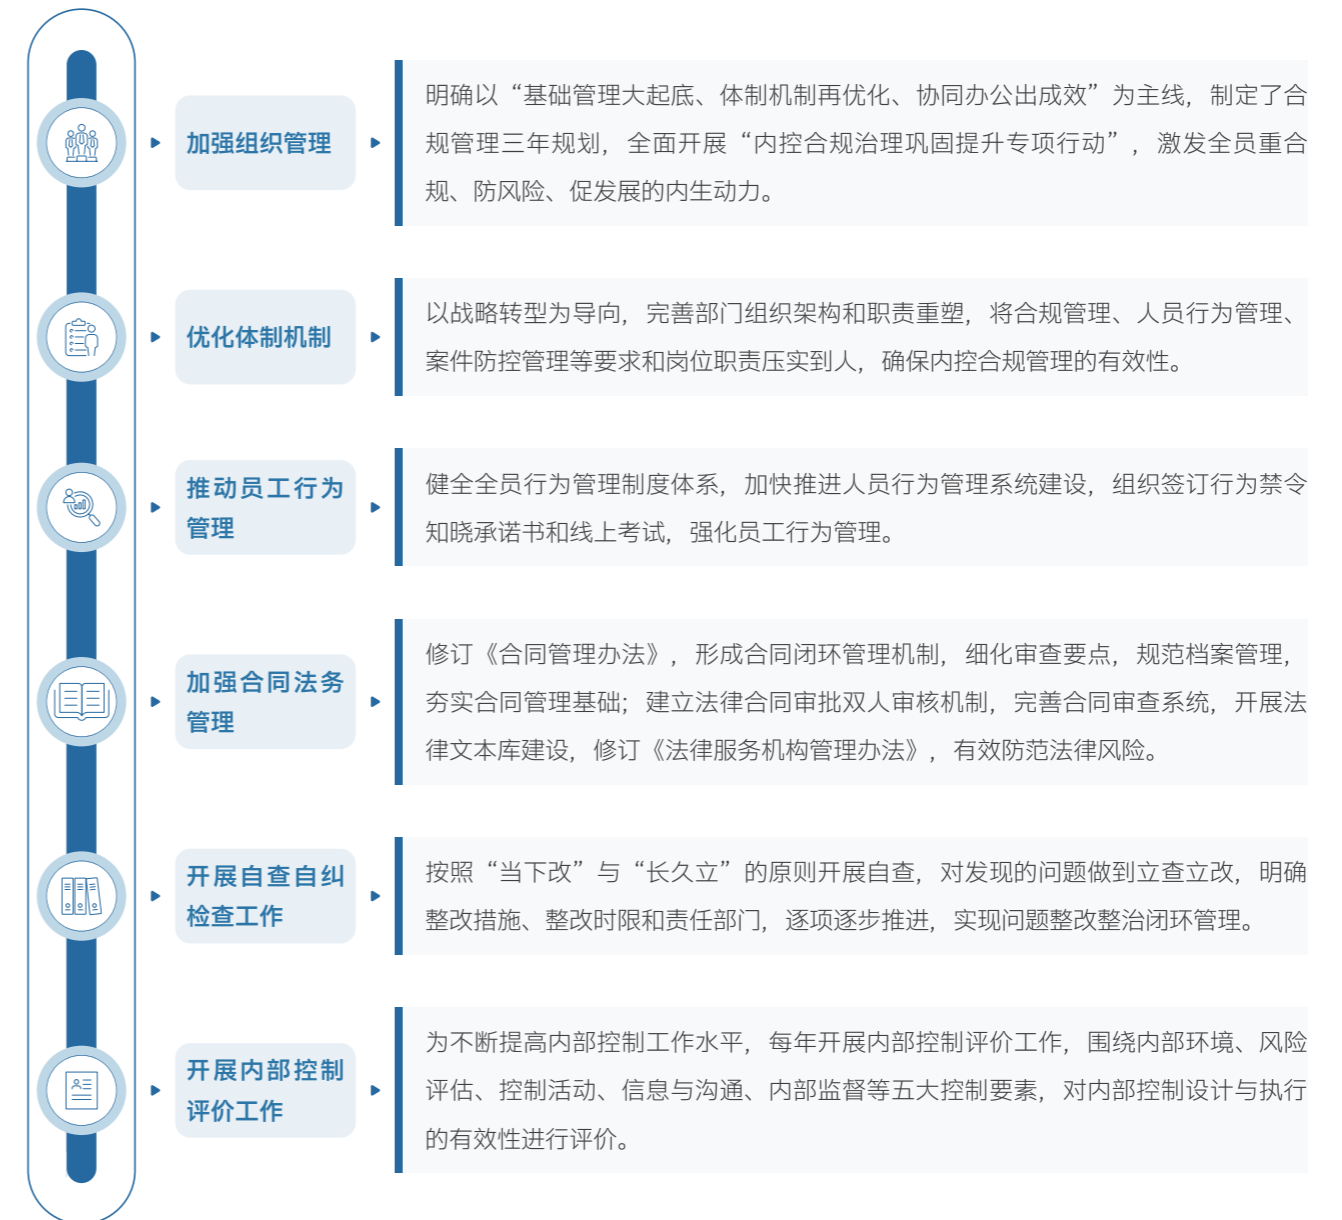 加强组织管理
明确以“基础管理大起底、体制机制再优化、协同办公出成效”为主线，制定了合
规管理三年规划，全面开展“内控合规治理巩固提升专项行动”，激发全员重合
规、防风险、促发展的内生动力。
优化体制机制
以战略转型为导向，完善部门组织架构和职责重塑，将合规管理、人员行为管理、
案件防控管理等要求和岗位职责压实到人，确保内控合规管理的有效性。
推动员工行为
管理
健全全员行为管理制度体系，加快推进人员行为管理系统建设，组织签订行为禁令
知晓承诺书和线上考试，强化员工行为管理。
加强合同法务
管理
修订《合同管理办法》，形成合同闭环管理机制，细化审查要点，规范档案管理，
夯实合同管理基础；建立法律合同审批双人审核机制，完善合同审查系统，开展法
律文本库建设，修订《法律服务机构管理办法》，有效防范法律风险。
开展自查自纠
检查工作
按照“当下改”与“长久立”的原则开展自查，对发现的问题做到立查立改，明确
整改措施、整改时限和责任部门，逐项逐步推进，实现问题整改整治闭环管理。
开展内部控制
评价工作
为不断提高内部控制工作水平，每年开展内部控制评价工作，围绕内部环境、风险
评估、控制活动、信息与沟通、内部监督等五大控制要素，对内部控制设计与执行
的有效性进行评价。